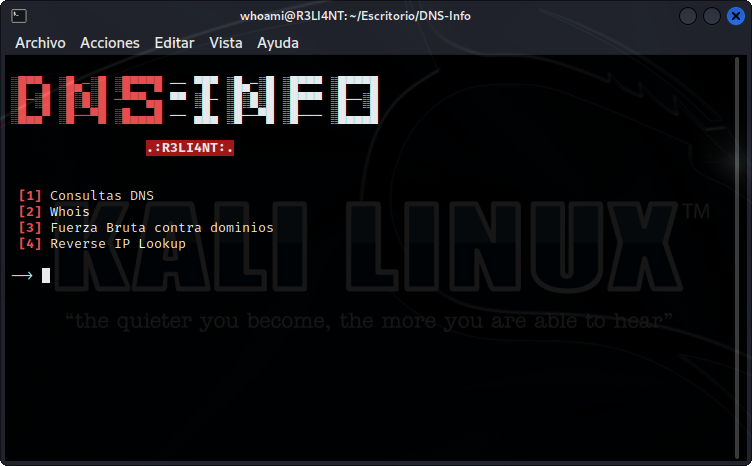 whoami@R3LI4NT: ~/Escritorio/DNS-Info
Archivo Acciones Editar Vista Ayuda
DNS-INFO
.:R3LI4NT:.
[1] Consultas DNS
[2] Whois
[3] Fuerza Bruta contra dominios
[4] Reverse IP Lookup
—>
KALI LINUX™
“the quieter you become, the more you are able to hear”